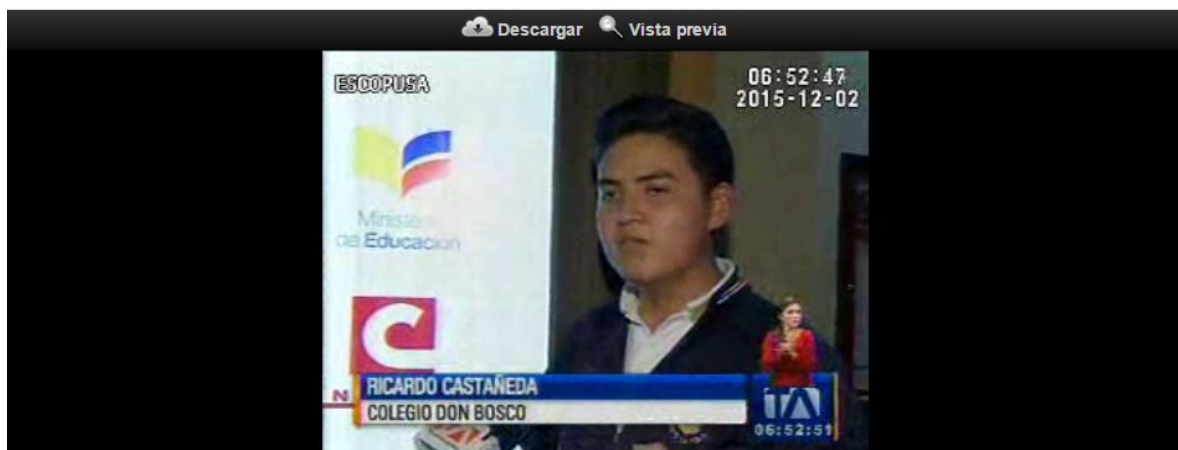 Descargar Vista previa
ESCOPUSA
06:52:47
2015-12-02
Ministerio
de Educación
C
N
RICARDO CASTAÑEDA
COLEGIO DON BOSCO
TA
06:52:51